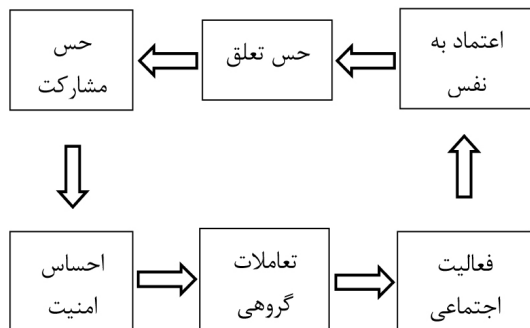 اعتماد به
نفس
حس تعلق
حس
مشارکت
احساس
امنیت
تعاملات
گروهی
فعالیت
اجتماعی